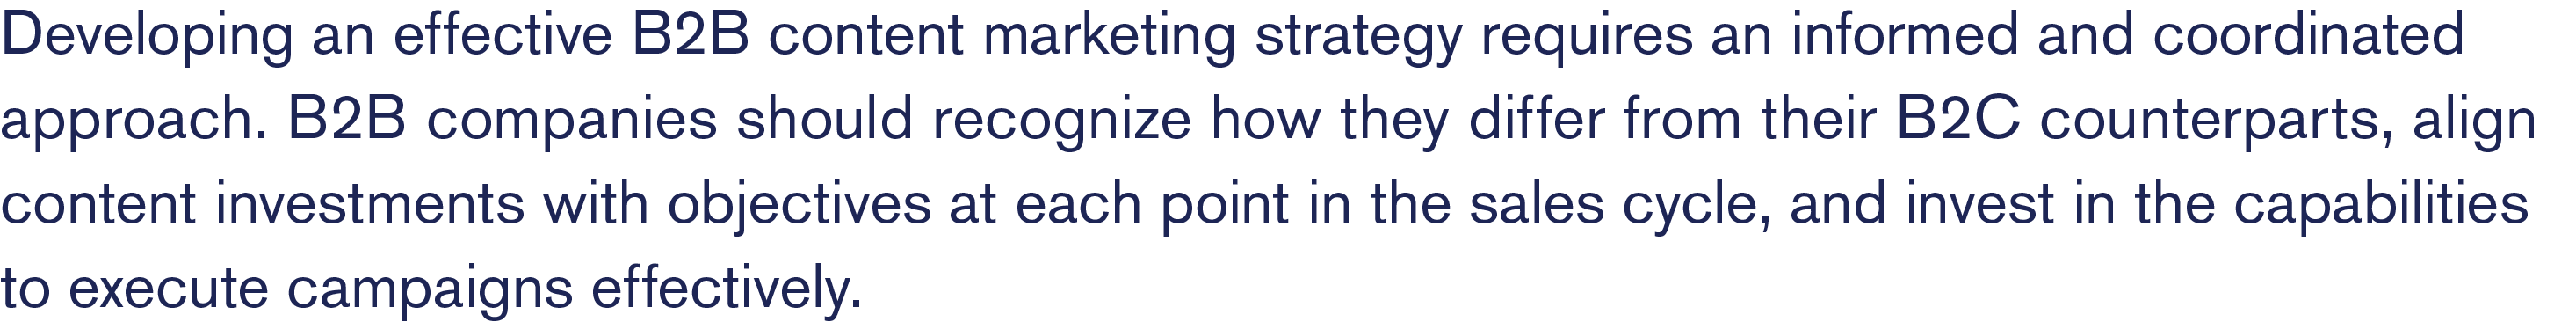 Developing an effective B2B content marketing strategy requires an informed and coordinated
approach. B2B companies should recognize how they differ from their B2C counterparts, align
content investments with objectives at each point in the sales cycle, and invest in the capabilities
to execute campaigns effectively.